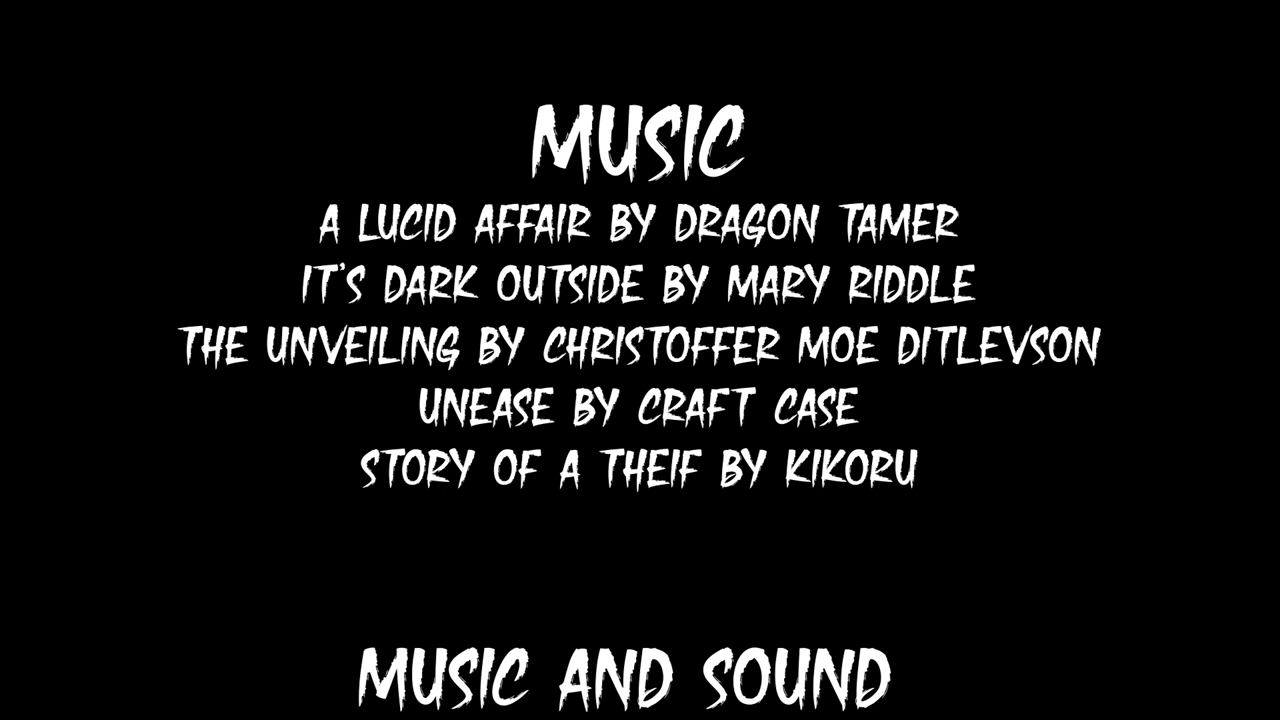 MUSIC
A LUCID AFFAIR BY DRAGON TAMER
IT'S DARK OUTSIDE BY MARY RIDDLE
THE UNVEILING BY CHRISTOFFER MOE DITLEVSON
UNEASE BY CRAFT CASE
STORY OF A THEIF BY KIKORU
MUSIC AND SOUND